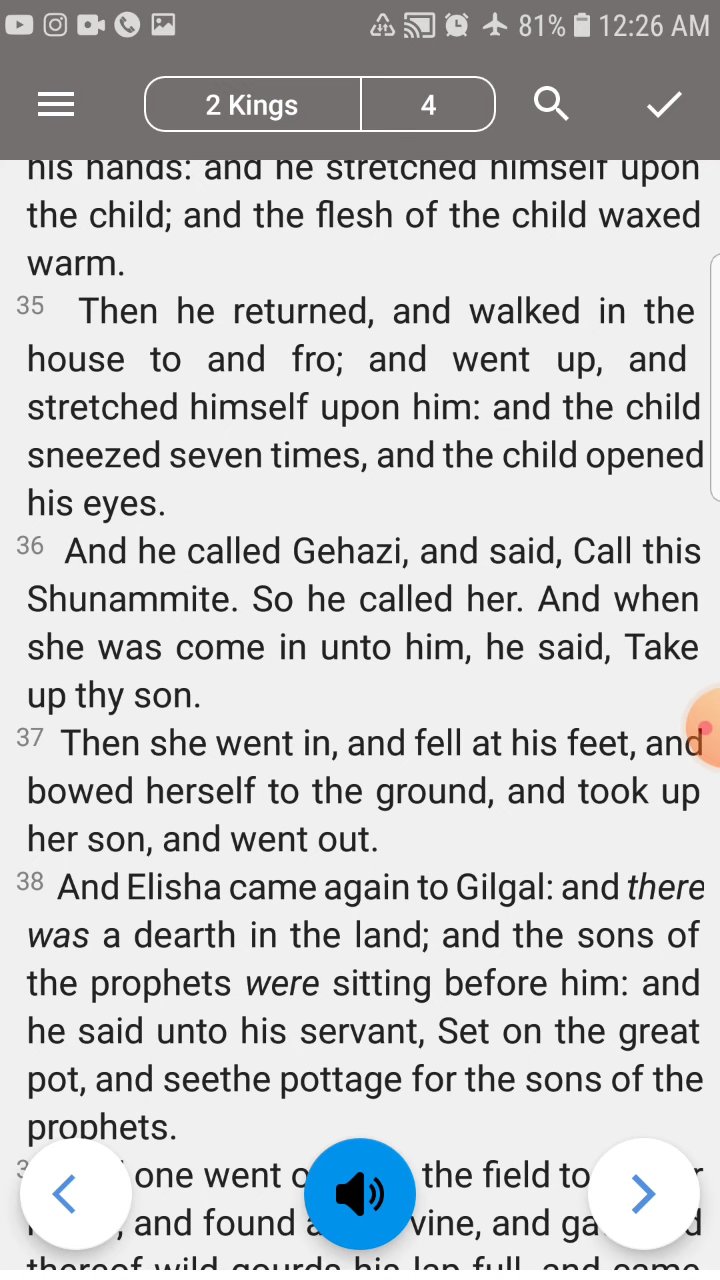 81% 12:26 AM
2 Kings 4
his hands: and he stretched himself upon
the child; and the flesh of the child waxed
warm.
35 Then he returned, and walked in the
house to and fro; and went up, and
stretched himself upon him: and the child
sneezed seven times, and the child opened
his eyes.
36 And he called Gehazi, and said, Call this
Shunammite. So he called her. And when
she was come in unto him, he said, Take
up thy son.
37 Then she went in, and fell at his feet, and
bowed herself to the ground, and took up
her son, and went out.
38 And Elisha came again to Gilgal: and there
was a dearth in the land; and the sons of
the prophets were sitting before him: and
he said unto his servant, Set on the great
pot, and seethe pottage for the sons of the
prophets.
one went the field to
, and found vine, and
thereof wild gourds his lap full, and came